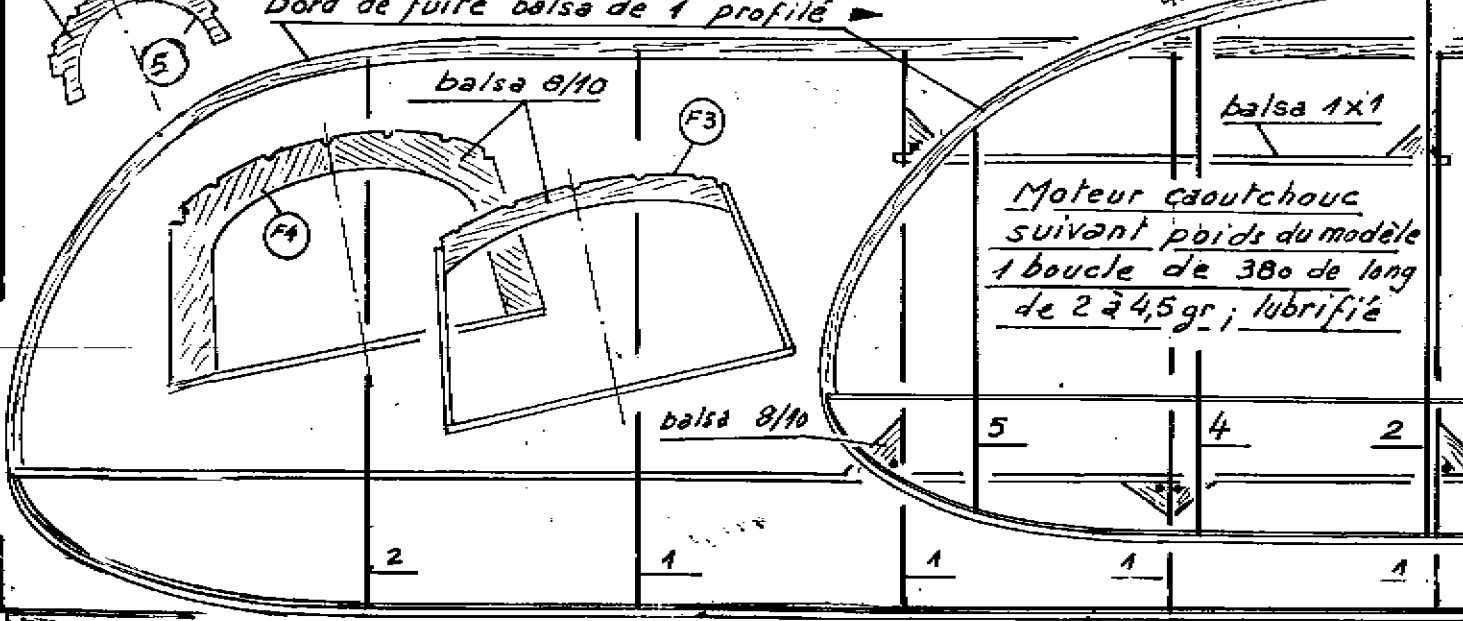 bord de fuite balsa de 1 profilé
5
balsa 8/10
F3
F4
balsa 1x1
Moteur caoutchouc
suivant poids du modèle
1 boucle de 380 de long
de 2 à 4,5 gr ; lubrifié
balsa 8/10
5
4
2
2
1
1
1
1